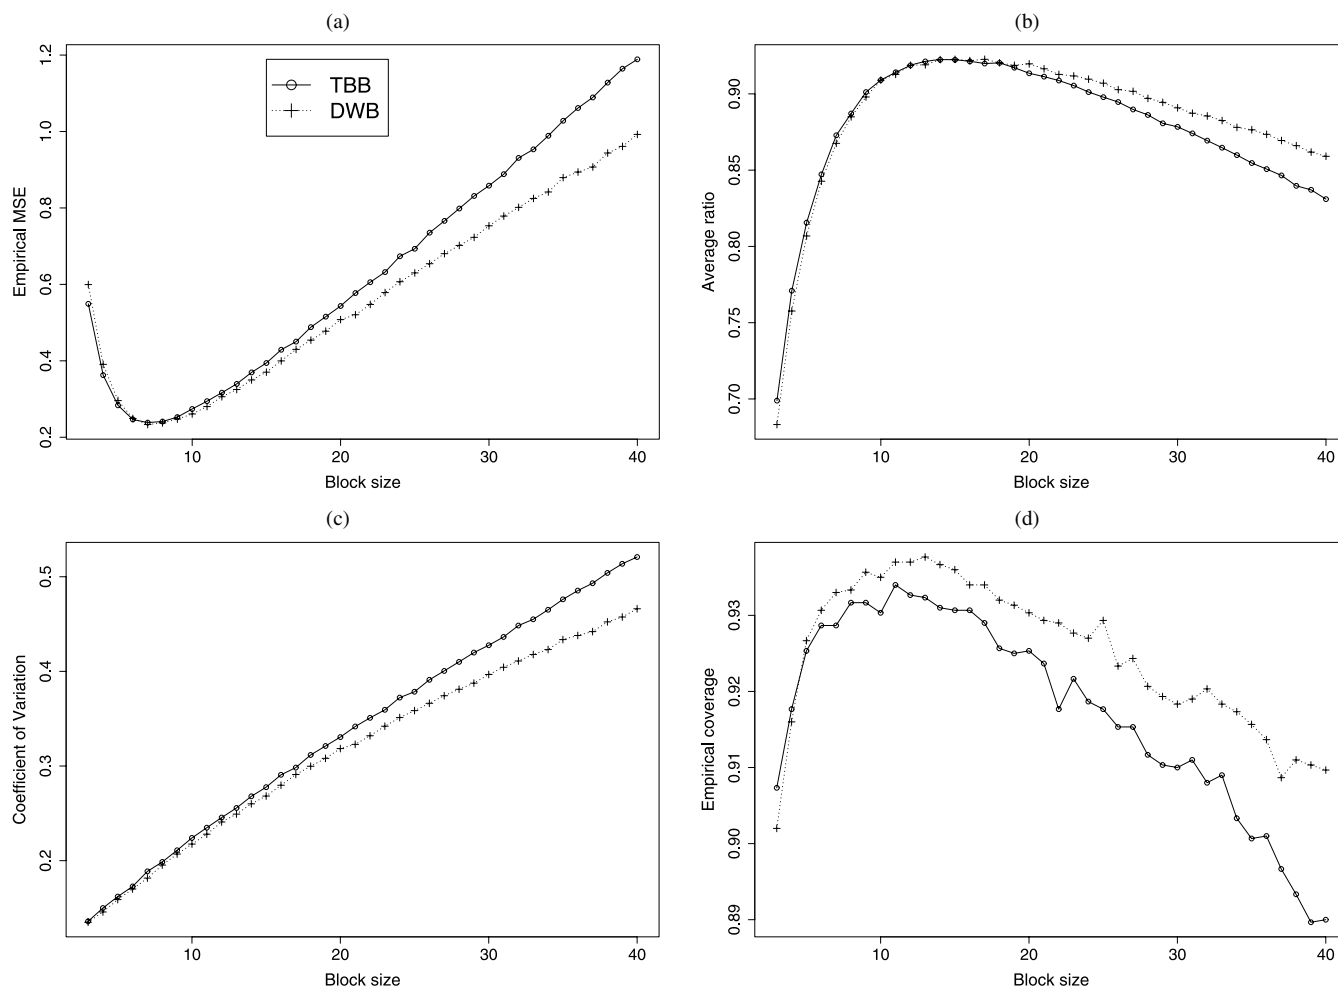 (a)
Empirical MSE
1.2
1.0
0.8
0.6
0.4
0.2
TBB
DWB
10
20
30
40
Block size
(b)
Average ratio
0.90
0.85
0.80
0.75
0.70
10
20
30
40
Block size
(c)
Coefficient of Variation
0.5
0.4
0.3
0.2
10
20
30
40
Block size
(d)
Empirical coverage
0.93
0.92
0.91
0.90
0.89
10
20
30
40
Block size